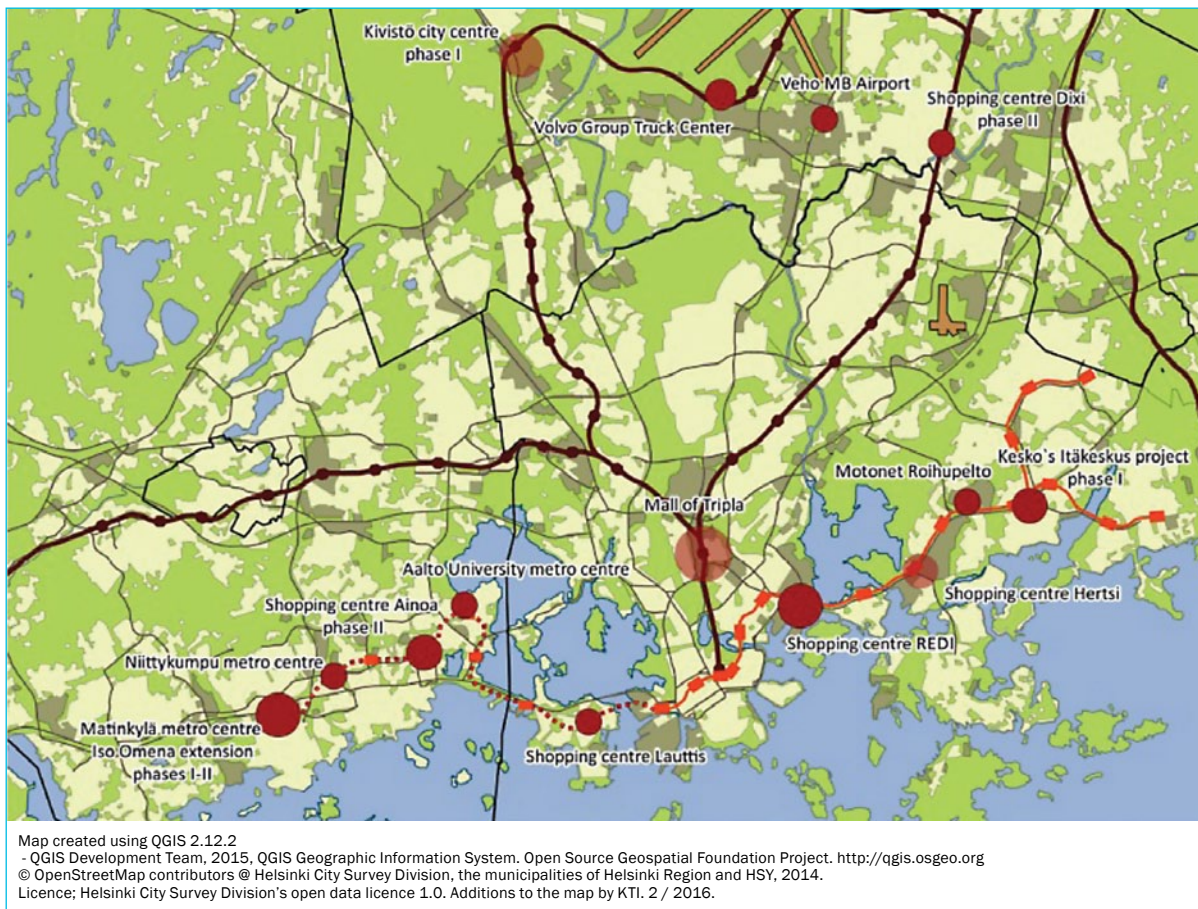 Kivistö city centre
phase I
Veho MB Airport
Shopping centre Dixi
phase II
Volvo Group Truck Center
Kesko`s Itäkeskus project
phase I
Motonet Roihupelto
Mall of Tripla
Aalto University metro centre
Shopping centre Hertsi
Shopping centre Ainoa
phase II
Shopping centre REDI
Niittykumpu metro centre
Matinkylä metro centre
Iso Omena extension
phases I-II
Shopping centre Lauttis
Map created using QGIS 2.12.2
- QGIS Development Team, 2015, QGIS Geographic Information System. Open Source Geospatial Foundation Project. http://qgis.osgeo.org
© OpenStreetMap contributors @ Helsinki City Survey Division, the municipalities of Helsinki Region and HSY, 2014.
Licence; Helsinki City Survey Division's open data licence 1.0. Additions to the map by KTI. 2 / 2016.